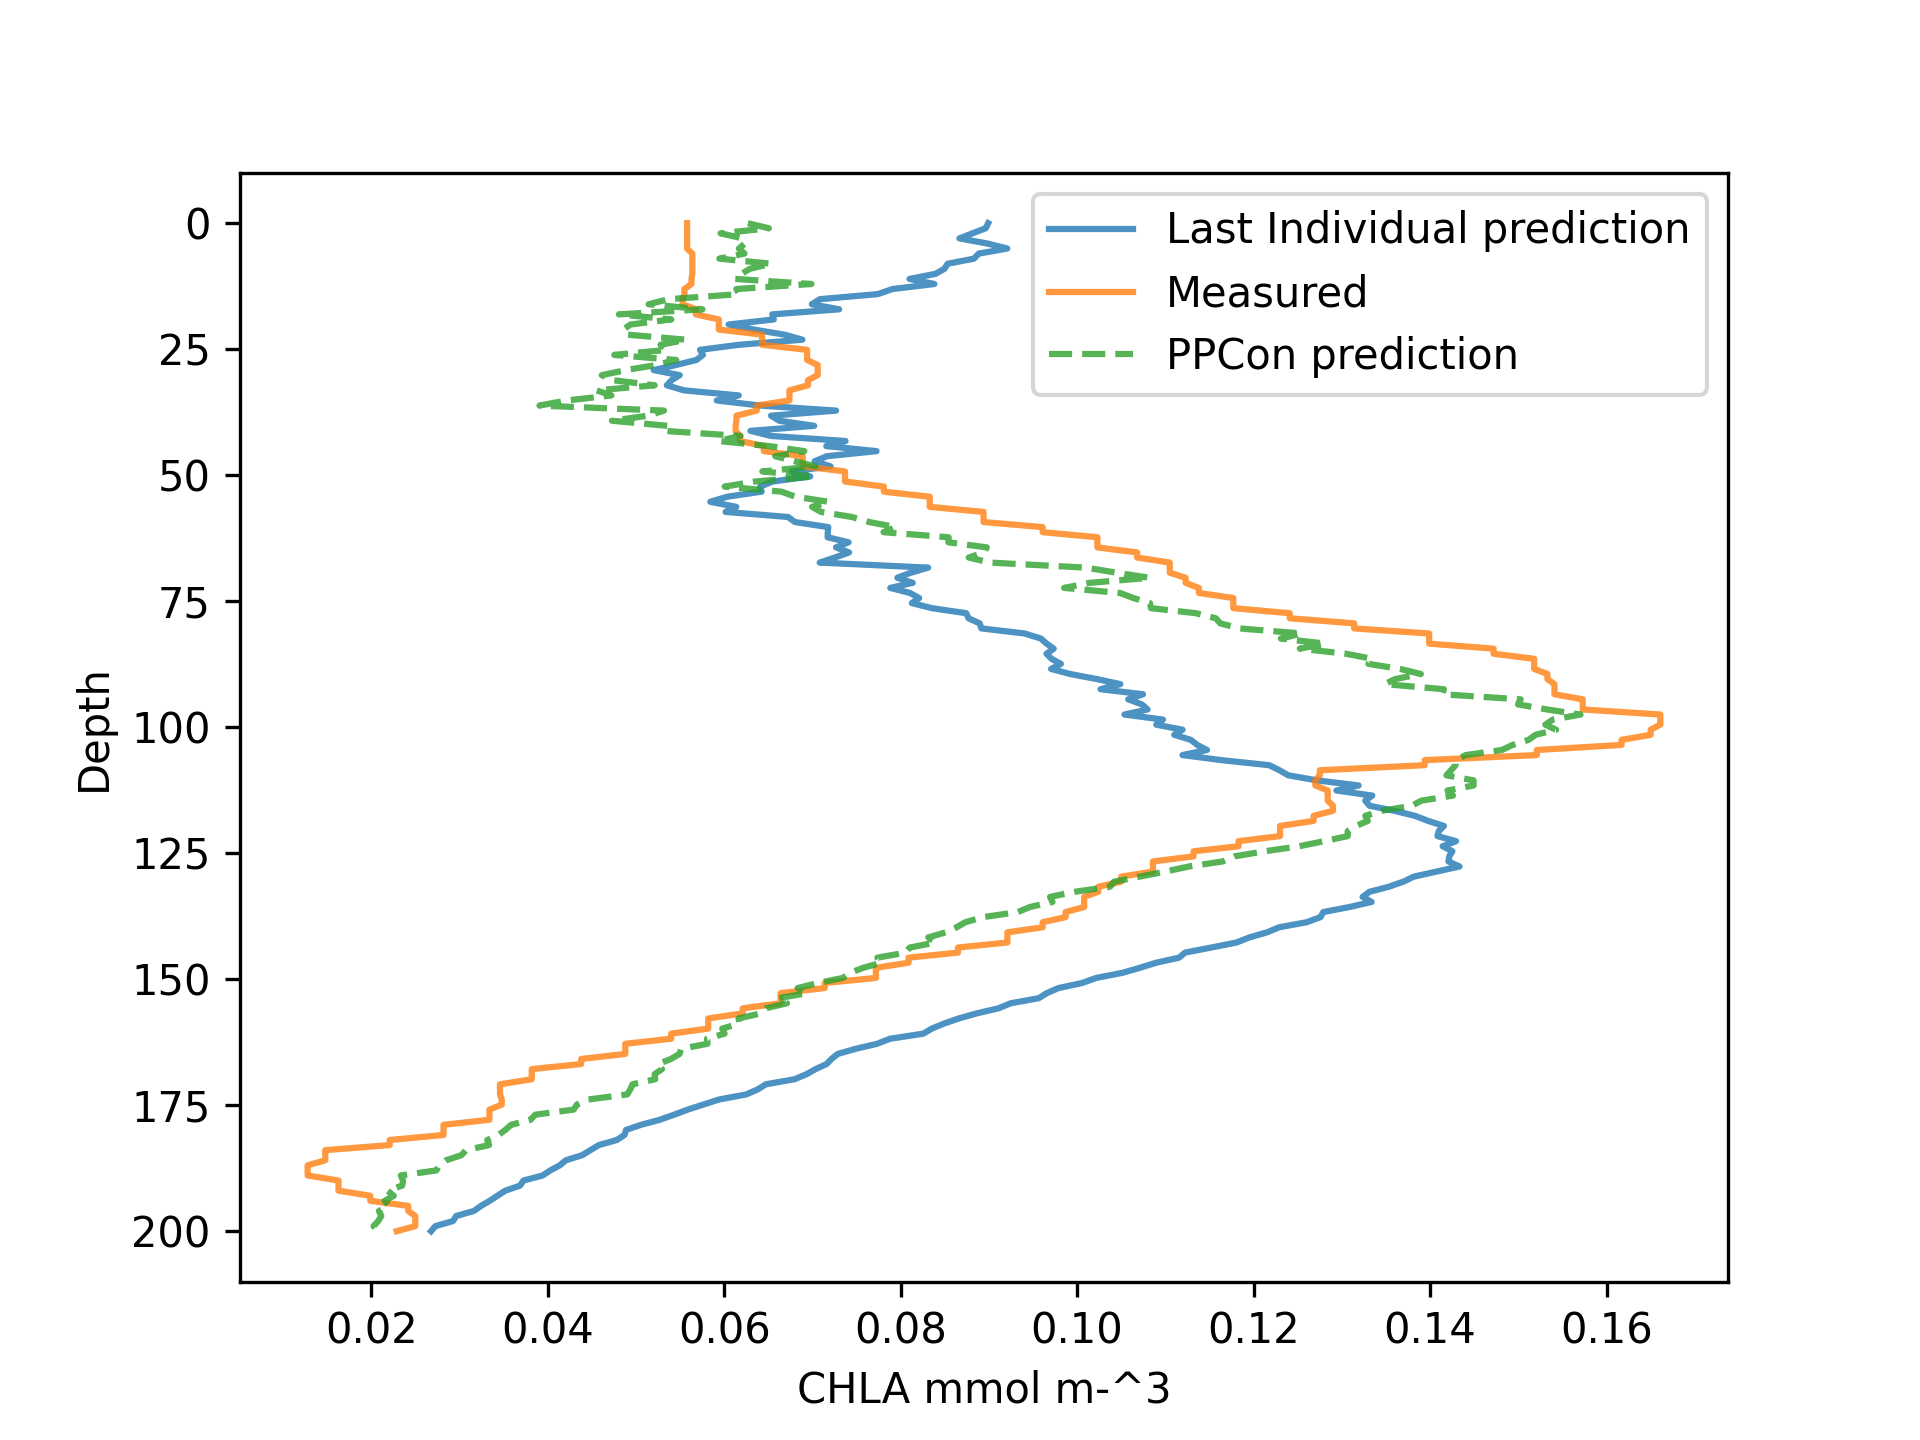 Last Individual prediction
Measured
PPCon prediction
0
25
50
75
100
125
150
175
200
Depth
0.02 0.04 0.06 0.08 0.10 0.12 0.14 0.16
CHLA mmol m-^3